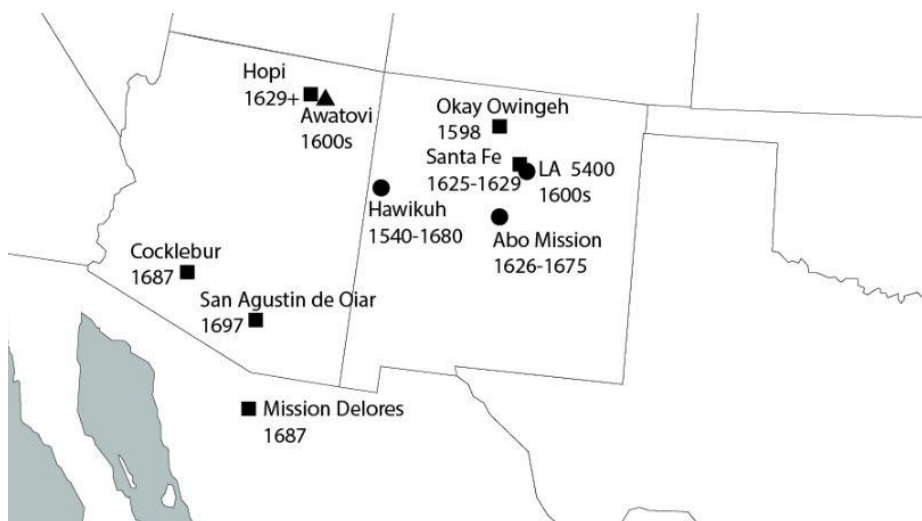 Hopi
1629+
Awatovi
1600s
Okay Owingeh
1598
Santa Fe
1625-1629
LA 5400
1600s
Hawikuh
1540-1680
Abo Mission
1626-1675
Cocklebur
1687
San Agustin de Oiar
1697
Mission Delores
1687